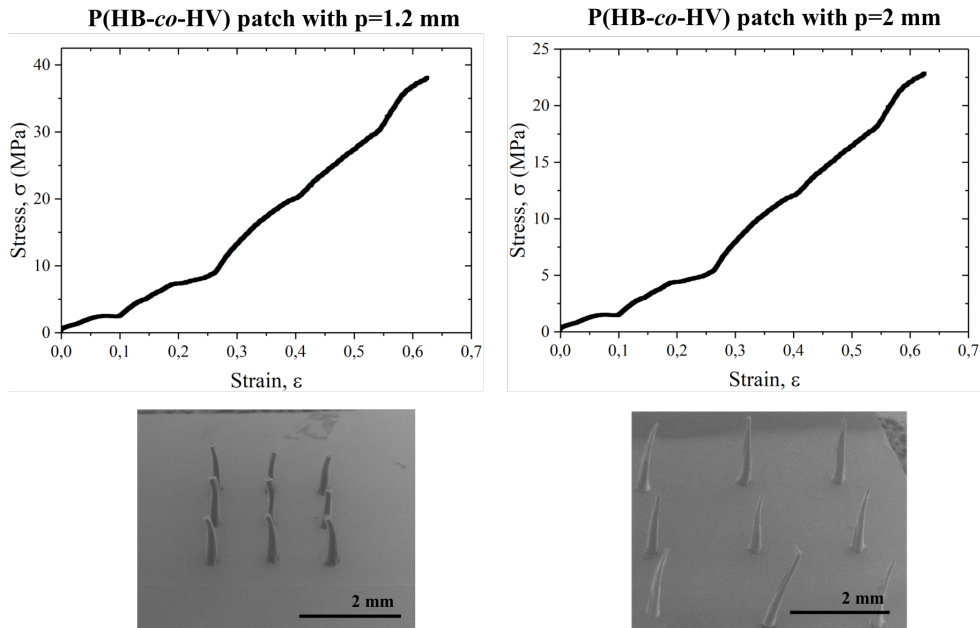 P(HB-co-HV) patch with p=1.2 mm
40
30
20
10
0
Stress, σ (MPa)
0,0 0,1 0,2 0,3 0,4 0,5 0,6 0,7
Strain, ε
2 mm
P(HB-co-HV) patch with p=2 mm
25
20
15
10
5
0
Stress, σ (MPa)
0,0 0,1 0,2 0,3 0,4 0,5 0,6 0,7
Strain, ε
2 mm